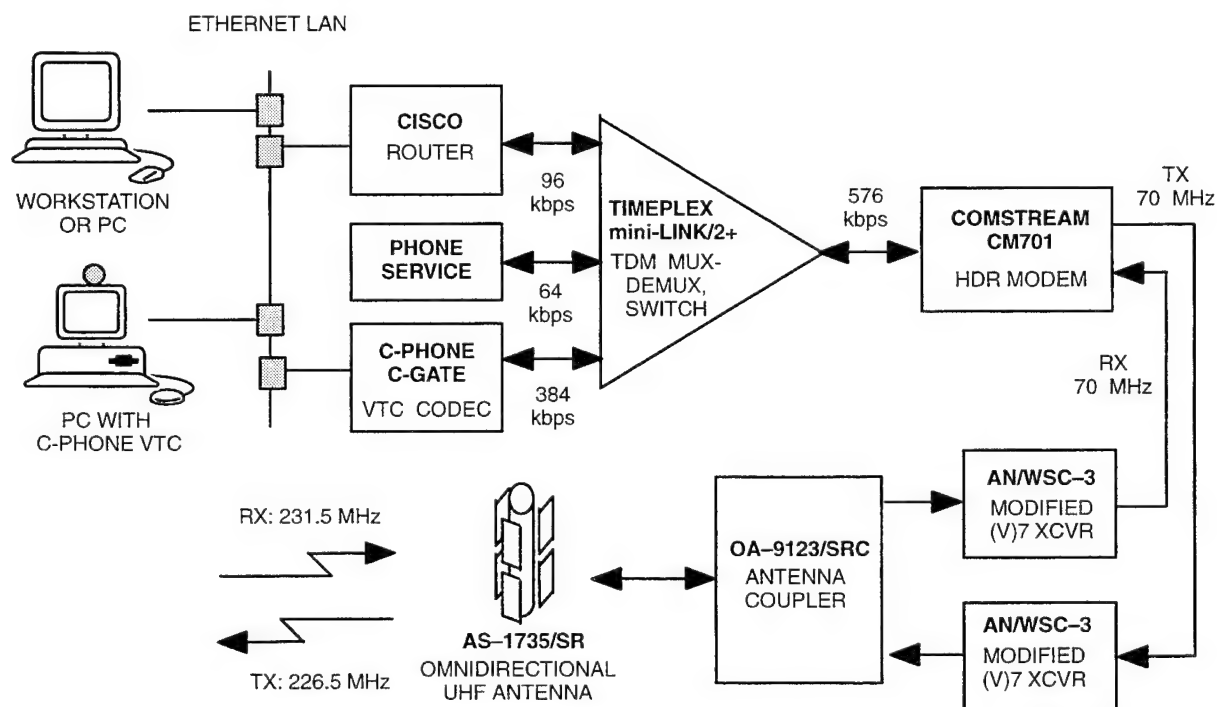 ETHERNET LAN
WORKSTATION
OR PC
PC WITH
C-PHONE VTC
CISCO
ROUTER
PHONE
SERVICE
C-PHONE
C-GATE
VTC CODEC
96
kbps
64
kbps
384
kbps
TIMEPLEX
mini-LINK/2+
TDM MUX-
DEMUX,
SWITCH
576
kbps
COMSTREAM
CM701
HDR MODEM
TX
70 MHz
RX
70 MHz
RX: 231.5 MHz
TX: 226.5 MHz
AS–1735/SR
OMNIDIRECTIONAL
UHF ANTENNA
OA–9123/SRC
ANTENNA
COUPLER
AN/WSC–3
MODIFIED
(V)7 XCVR
AN/WSC–3
MODIFIED
(V)7 XCVR